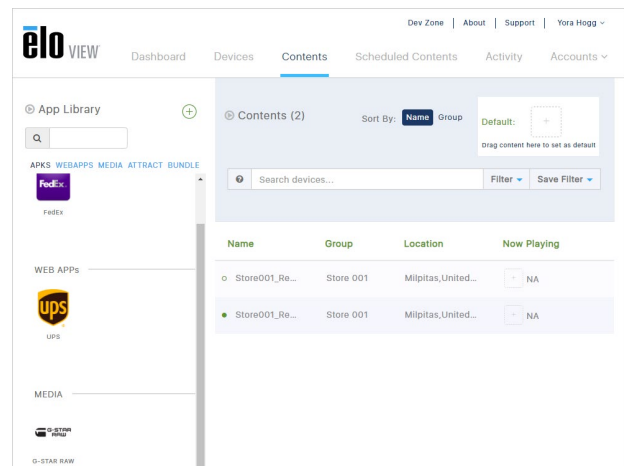 Dev Zone | About | Support | Yora Hogg
ēlo VIEW
Dashboard Devices Contents Scheduled Contents Activity Accounts
App Library
APKS WEBAPPS MEDIA ATTRACT BUNDLE
FedEx.
FedEx
WEB APPs
ups
UPS
MEDIA
G-STAR RAW
G-STAR RAW
Contents (2)
Sort By: Name Group
Default: +
Drag content here to set as default
Search devices...
Filter
Save Filter
Name Group Location Now Playing
Store001_Re... Store 001 Milpitas,United... + NA
Store001_Re... Store 001 Milpitas,United... + NA